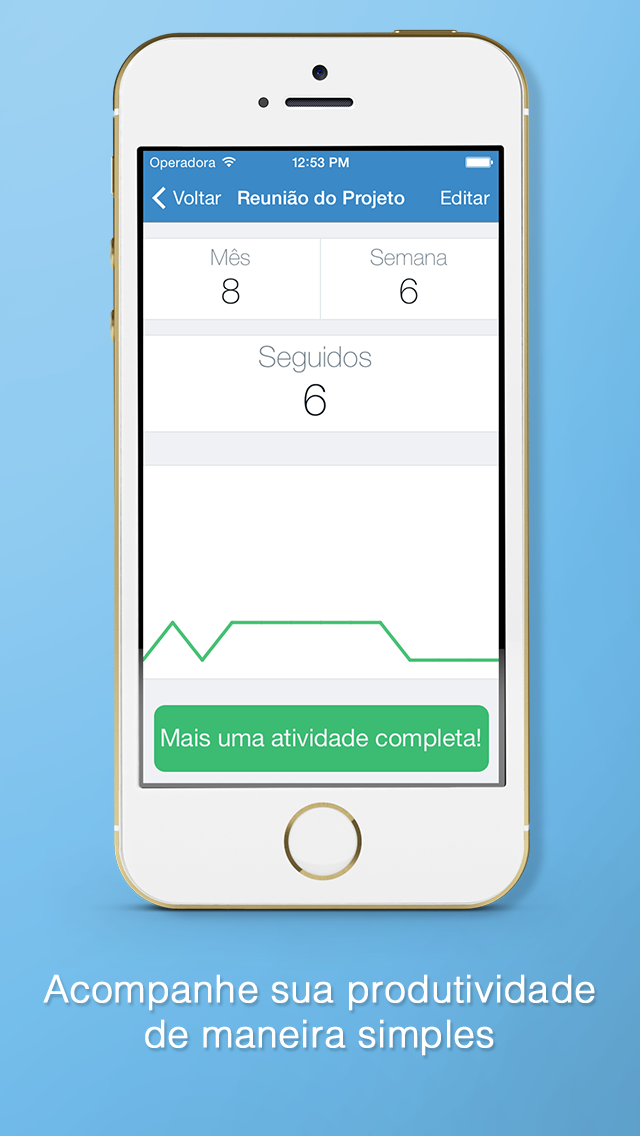 Operadora 12:53 PM
Voltar Reunião do Projeto Editar
Mês Semana
8 6
Seguidos
6
Mais uma atividade completa!
Acompanhe sua produtividade
de maneira simples